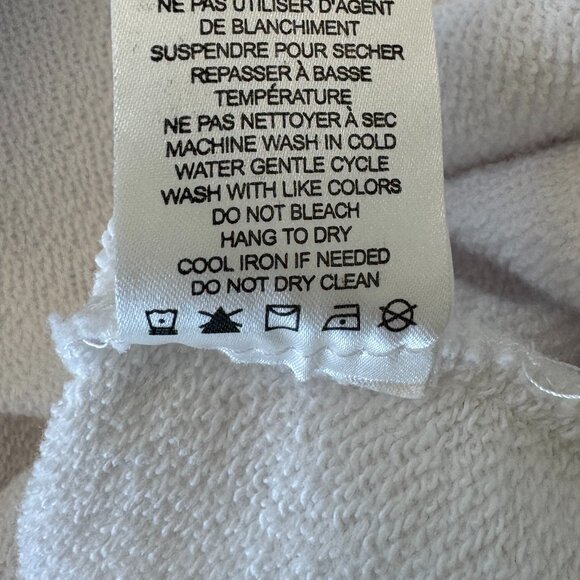 NE PAS UTILISER D'AGENT
DE BLANCHIMENT
SUSPENDRE POUR SECHER
REPASSER À BASSE
TEMPÉRATURE
NE PAS NETTOYER À SEC
MACHINE WASH IN COLD
WATER GENTLE CYCLE
WASH WITH LIKE COLORS
DO NOT BLEACH
HANG TO DRY
COOL IRON IF NEEDED
DO NOT DRY CLEAN